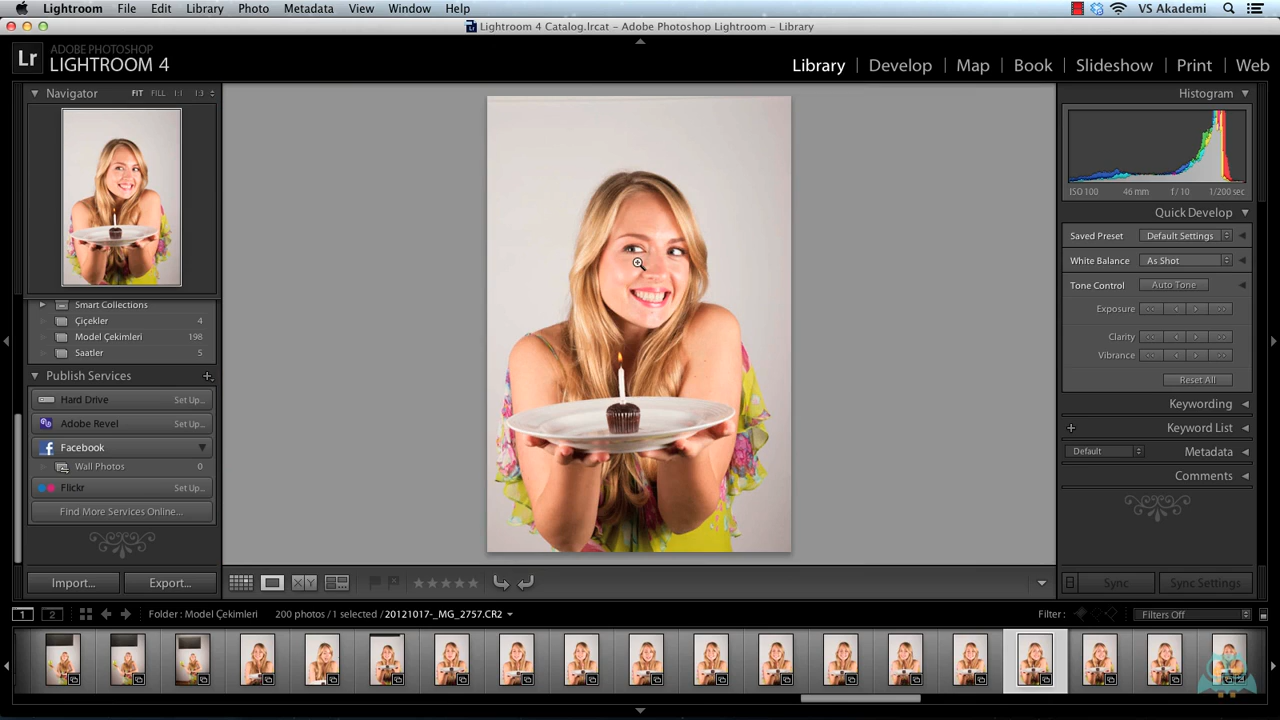 Lightroom File Edit Library Photo Metadata View Window Help VS Akademi
Lightroom 4 Catalog.lrcat – Adobe Photoshop Lightroom – Library
Lr ADOBE PHOTOSHOP
LIGHTROOM 4
Library | Develop | Map | Book | Slideshow | Print | Web
Navigator FIT FILL 1:1 1:3
Smart Collections
Çiçekler 4
Model Çekimleri 198
Saatler 5
Publish Services +
Hard Drive Set Up...
Adobe Revel Set Up...
Facebook
Wall Photos 0
Flickr Set Up...
Find More Services Online...
Import... Export...
Histogram
ISO 100 46 mm f / 10 1/200 sec
Quick Develop
Saved Preset Default Settings
White Balance As Shot
Tone Control Auto Tone
Exposure
Clarity
Vibrance
Reset All
Keywording
+ Keyword List
Default Metadata
Comments
X Y
Sync Sync Settings
1 2 Folder : Model Çekimleri 200 photos / 1 selected / 20121017-_MG_2757.CR2 Filter : Filters Off